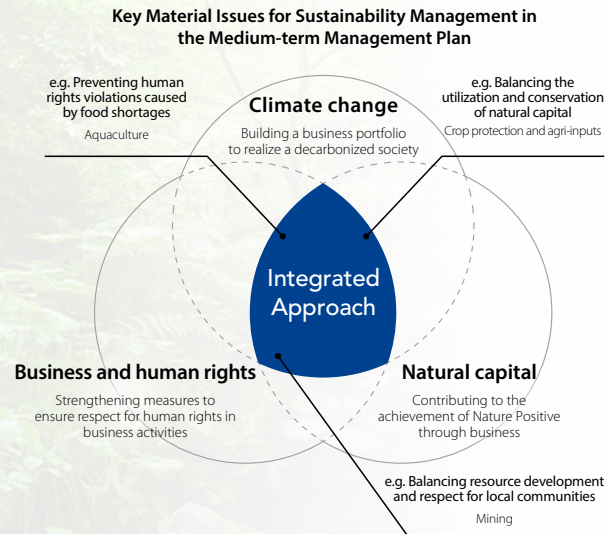 Key Material Issues for Sustainability Management in
the Medium-term Management Plan
e.g. Preventing human
rights violations caused
by food shortages
Aquaculture
Climate change
Building a business portfolio
to realize a decarbonized society
e.g. Balancing the
utilization and conservation
of natural capital
Crop protection and agri-inputs
Integrated
Approach
Business and human rights
Strengthening measures to
ensure respect for human rights in
business activities
Natural capital
Contributing to the
achievement of Nature Positive
through business
e.g. Balancing resource development
and respect for local communities
Mining